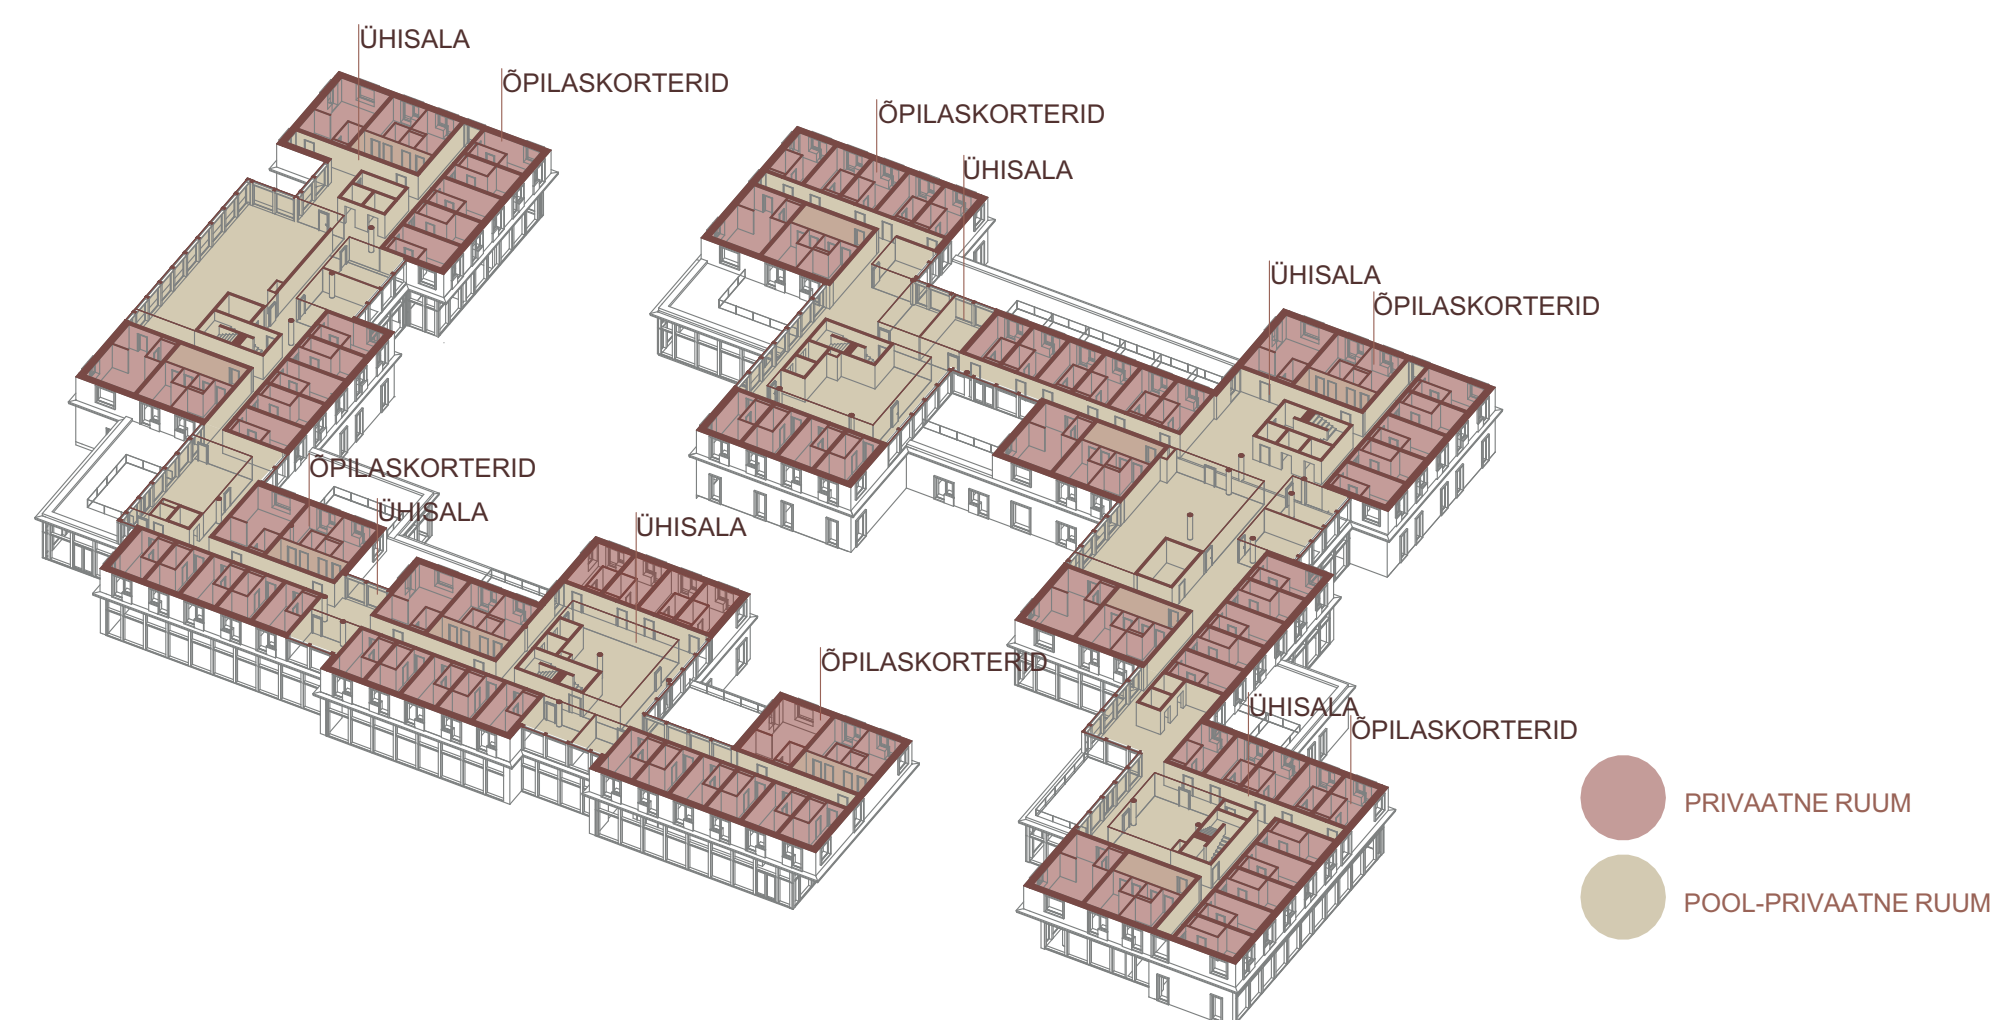 ÜHISALA
ÕPILASKORTERID
ÕPILASKORTERID
ÜHISALA
ÜHISALA
ÕPILASKORTERID
ÕPILASKORTERID
ÜHISALA
ÜHISALA
ÕPILASKORTERID
ÜHISALA
ÕPILASKORTERID
PRIVAATNE RUUM
POOL-PRIVAATNE RUUM